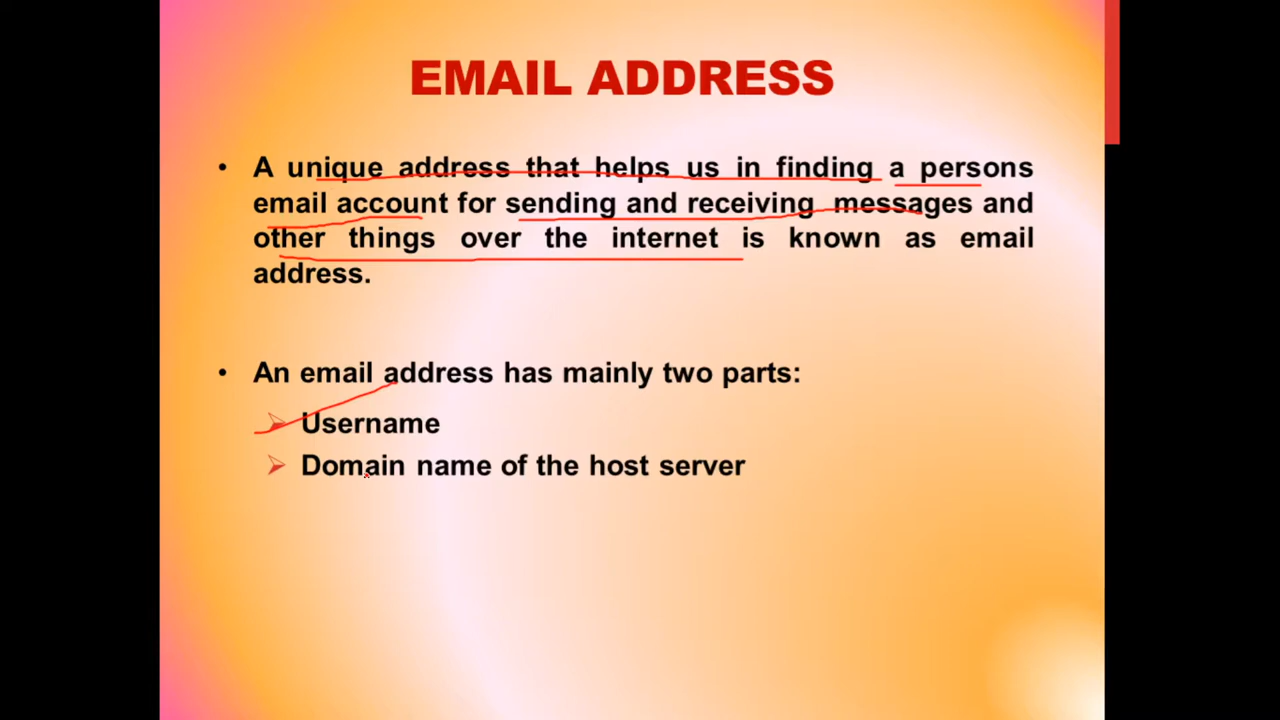 EMAIL ADDRESS
• A unique address that helps us in finding a persons
email account for sending and receiving messages and
other things over the internet is known as email
address.
• An email address has mainly two parts:
➢ Username
➢ Domain name of the host server